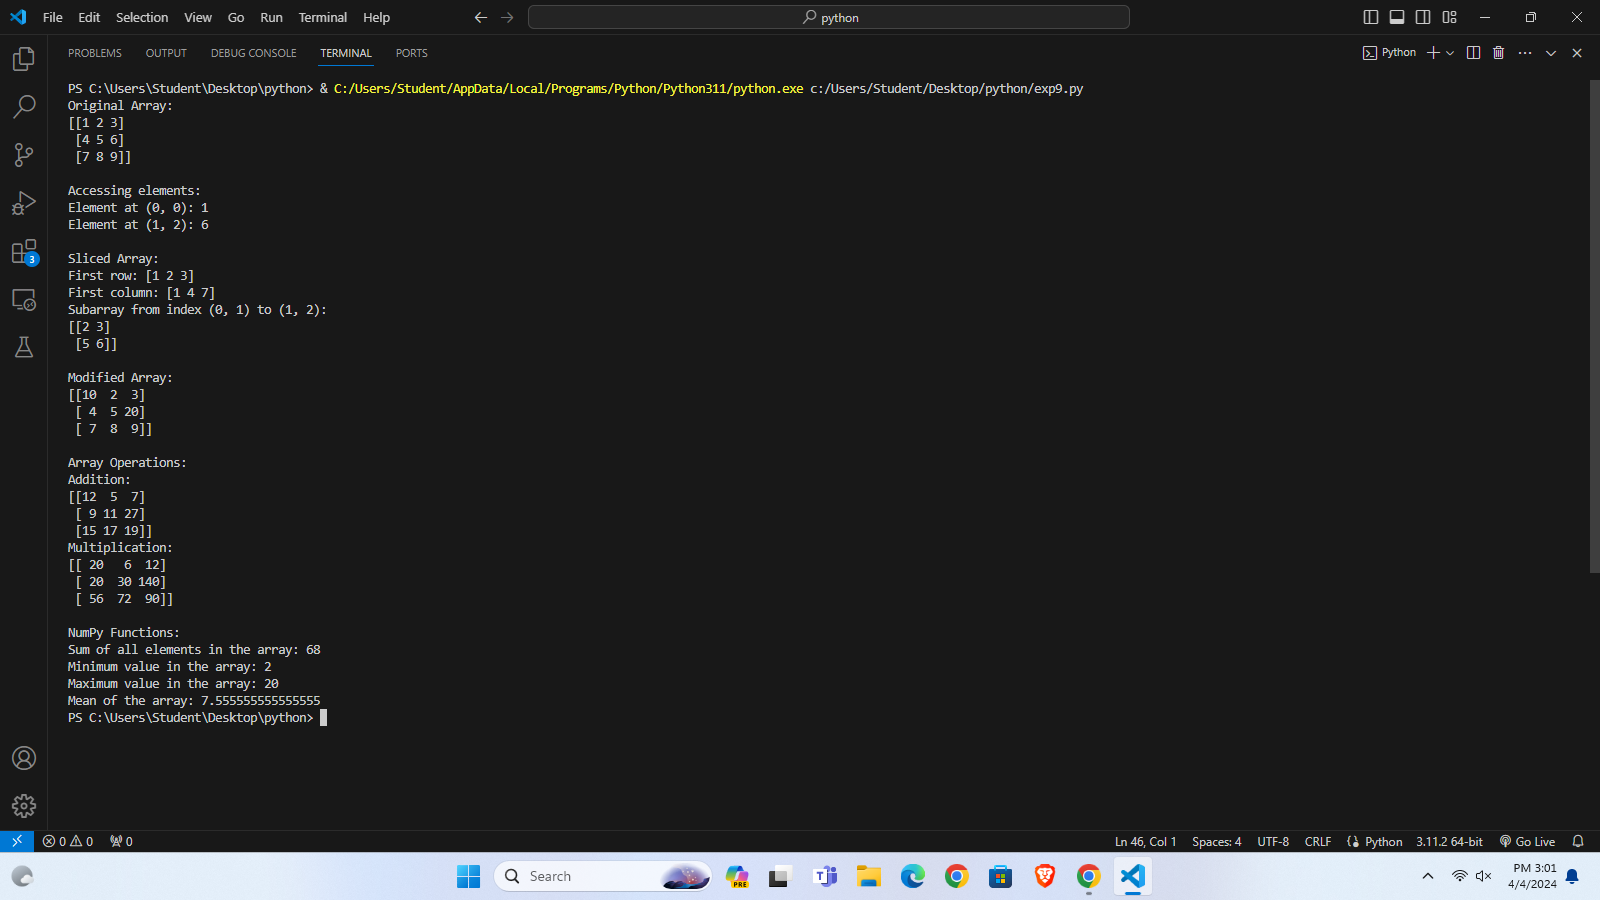 File Edit Selection View Go Run Terminal Help
python
PROBLEMS OUTPUT DEBUG CONSOLE TERMINAL PORTS
Python
PS C:\Users\Student\Desktop\python> & C:/Users/Student/AppData/Local/Programs/Python/Python311/python.exe c:/Users/Student/Desktop/python/exp9.py
Original Array:
[[1 2 3]
 [4 5 6]
 [7 8 9]]
Accessing elements:
Element at (0, 0): 1
Element at (1, 2): 6
Sliced Array:
First row: [1 2 3]
First column: [1 4 7]
Subarray from index (0, 1) to (1, 2):
[[2 3]
 [5 6]]
Modified Array:
[[10  2  3]
 [ 4  5 20]
 [ 7  8  9]]
Array Operations:
Addition:
[[12  5  7]
 [ 9 11 27]
 [15 17 19]]
Multiplication:
[[ 20   6  12]
 [ 20  30 140]
 [ 56  72  90]]
NumPy Functions:
Sum of all elements in the array: 68
Minimum value in the array: 2
Maximum value in the array: 20
Mean of the array: 7.555555555555555
PS C:\Users\Student\Desktop\python>
3
0 0 0
Ln 46, Col 1 Spaces: 4 UTF-8 CRLF Python 3.11.2 64-bit Go Live
Search
PRE
PM 3:01
4/4/2024